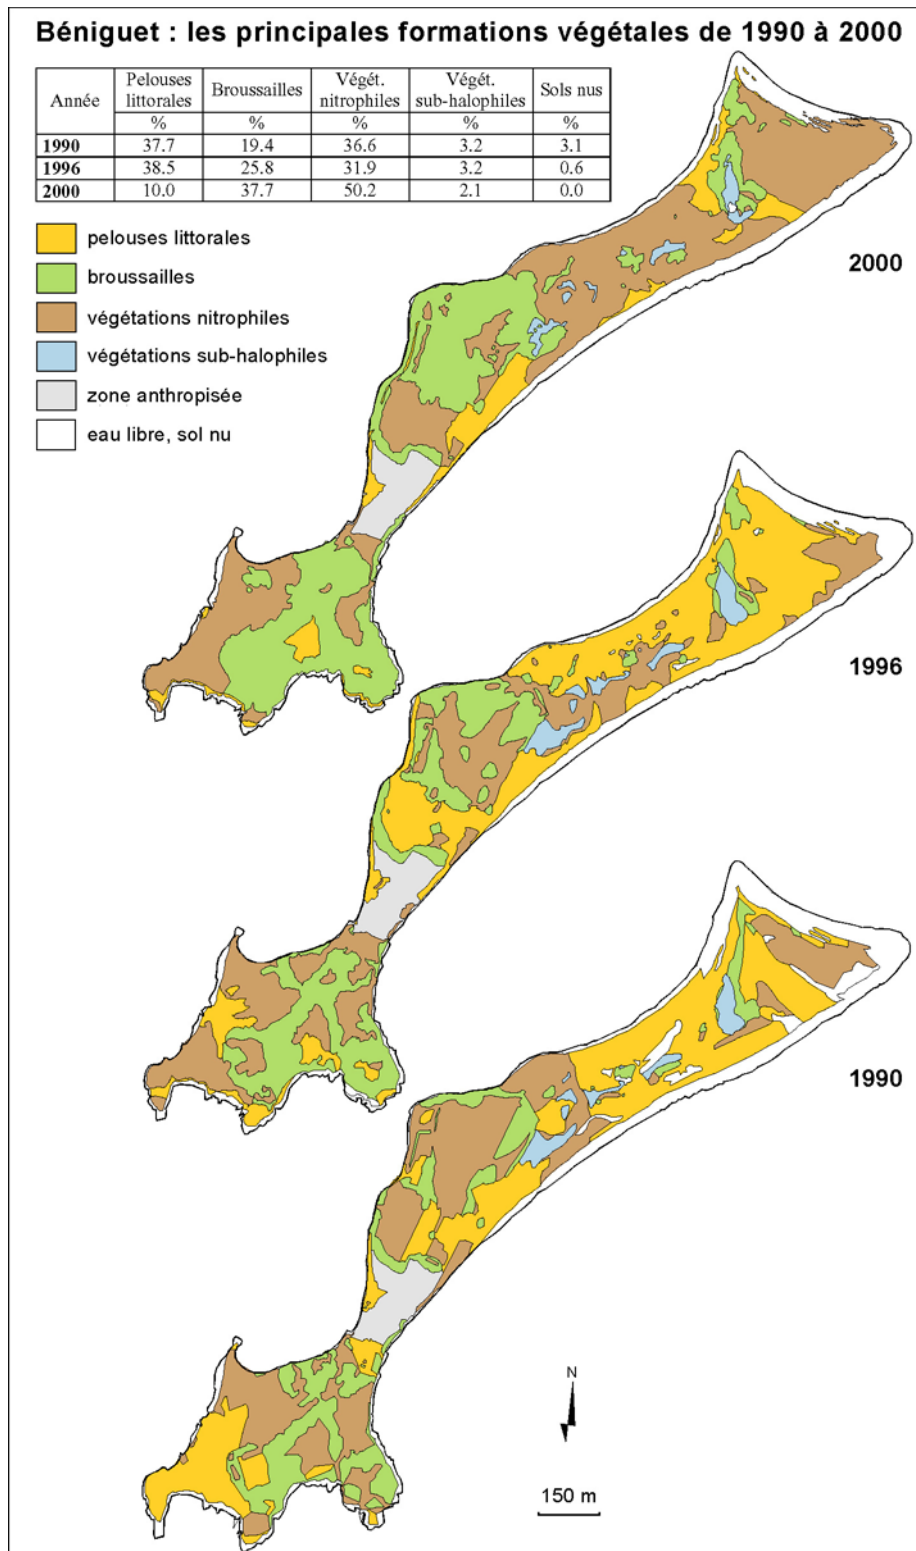 Béniguet : les principales formations végétales de 1990 à 2000
Année Pelouses littorales Broussailles Végét. nitrophiles Végét. sub-halophiles Sols nus
% % % % %
1990 37.7 19.4 36.6 3.2 3.1
1996 38.5 25.8 31.9 3.2 0.6
2000 10.0 37.7 50.2 2.1 0.0
pelouses littorales
broussailles
végétations nitrophiles
végétations sub-halophiles
zone anthropisée
eau libre, sol nu
2000
1996
1990
N
150 m